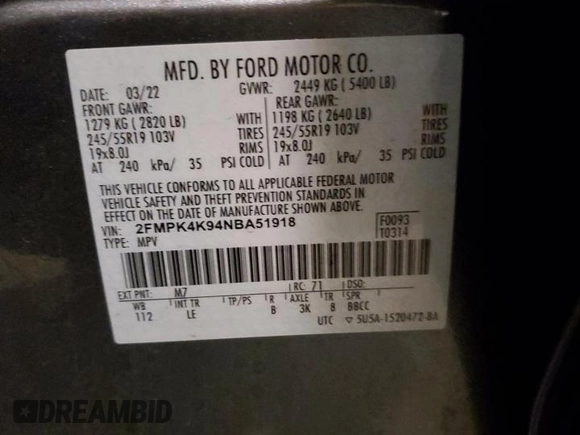 MFD. BY FORD MOTOR CO.
DATE: 03/22 GVWR: 2449 KG ( 5400 LB)
FRONT GAWR: REAR GAWR:
1279 KG ( 2820 LB) WITH 1198 KG ( 2640 LB) WITH
245/55R19 103V TIRES 245/55R19 103V TIRES
19x8.0J RIMS 19x8.0J RIMS
AT 240 kPa/ 35 PSI COLD AT 240 kPa/ 35 PSI COLD
THIS VEHICLE CONFORMS TO ALL APPLICABLE FEDERAL MOTOR
VEHICLE SAFETY AND THEFT PREVENTION STANDARDS IN
EFFECT ON THE DATE OF MANUFACTURE SHOWN ABOVE.
VIN: 2FMPK4K94NBA51918 F0093
TYPE: MPV T0314
EXT PNT: M7 RC: 71 DSO:
WB INT TR TP/PS R AXLE TR SPR
112 LE B 3K 8 BBCC
UTC ▽ 5U5A-1520472-BA
DREAMBID